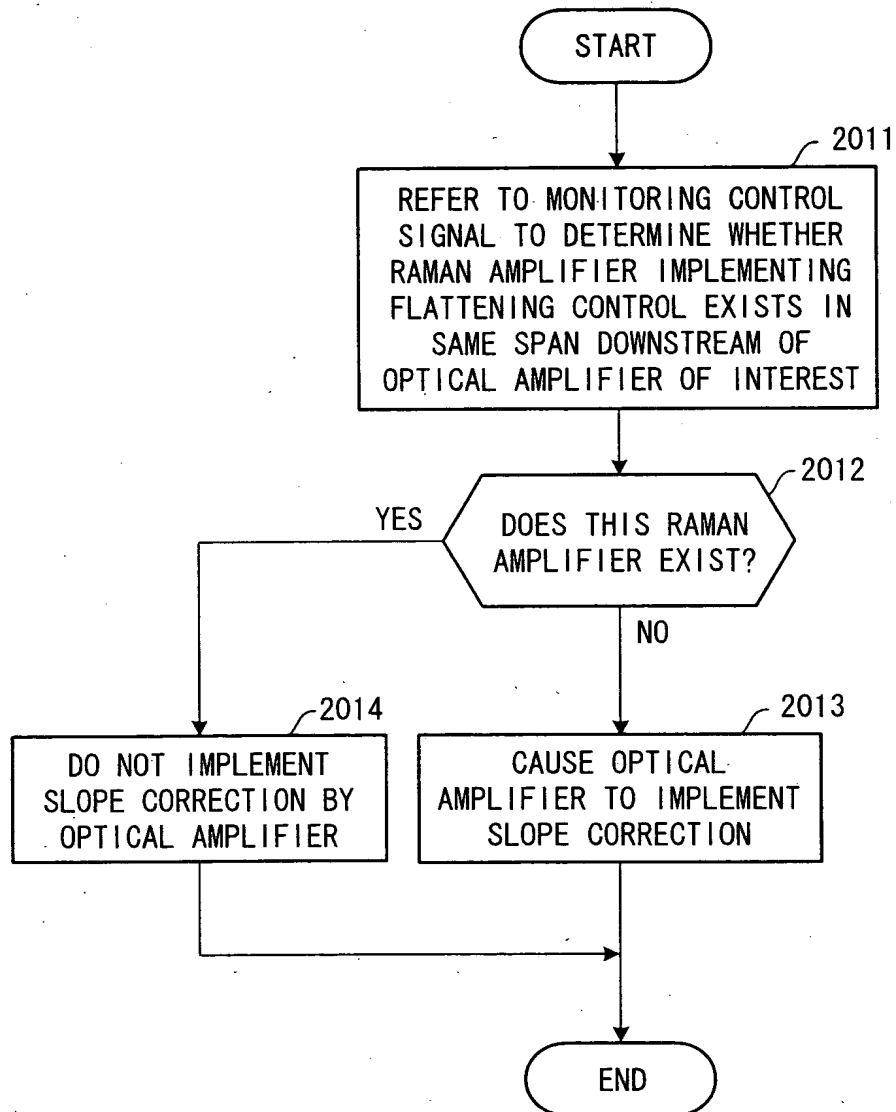 START
2011
REFER TO MONITORING CONTROL
SIGNAL TO DETERMINE WHETHER
RAMAN AMPLIFIER IMPLEMENTING
FLATTENING CONTROL EXISTS IN
SAME SPAN DOWNSTREAM OF
OPTICAL AMPLIFIER OF INTEREST
2012
YES
DOES THIS RAMAN
AMPLIFIER EXIST?
NO
2014
DO NOT IMPLEMENT
SLOPE CORRECTION BY
OPTICAL AMPLIFIER
2013
CAUSE OPTICAL
AMPLIFIER TO IMPLEMENT
SLOPE CORRECTION
END